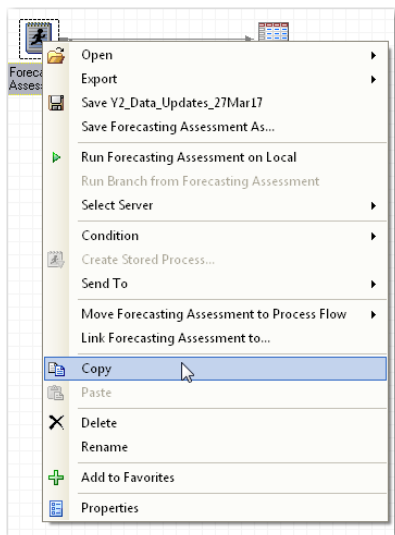 Open
Export
Save Y2_Data_Updates_27Mar17
Save Forecasting Assessment As...
Run Forecasting Assessment on Local
Run Branch from Forecasting Assessment
Select Server
Condition
Create Stored Process...
Send To
Move Forecasting Assessment to Process Flow
Link Forecasting Assessment to...
Copy
Paste
Delete
Rename
Add to Favorites
Properties